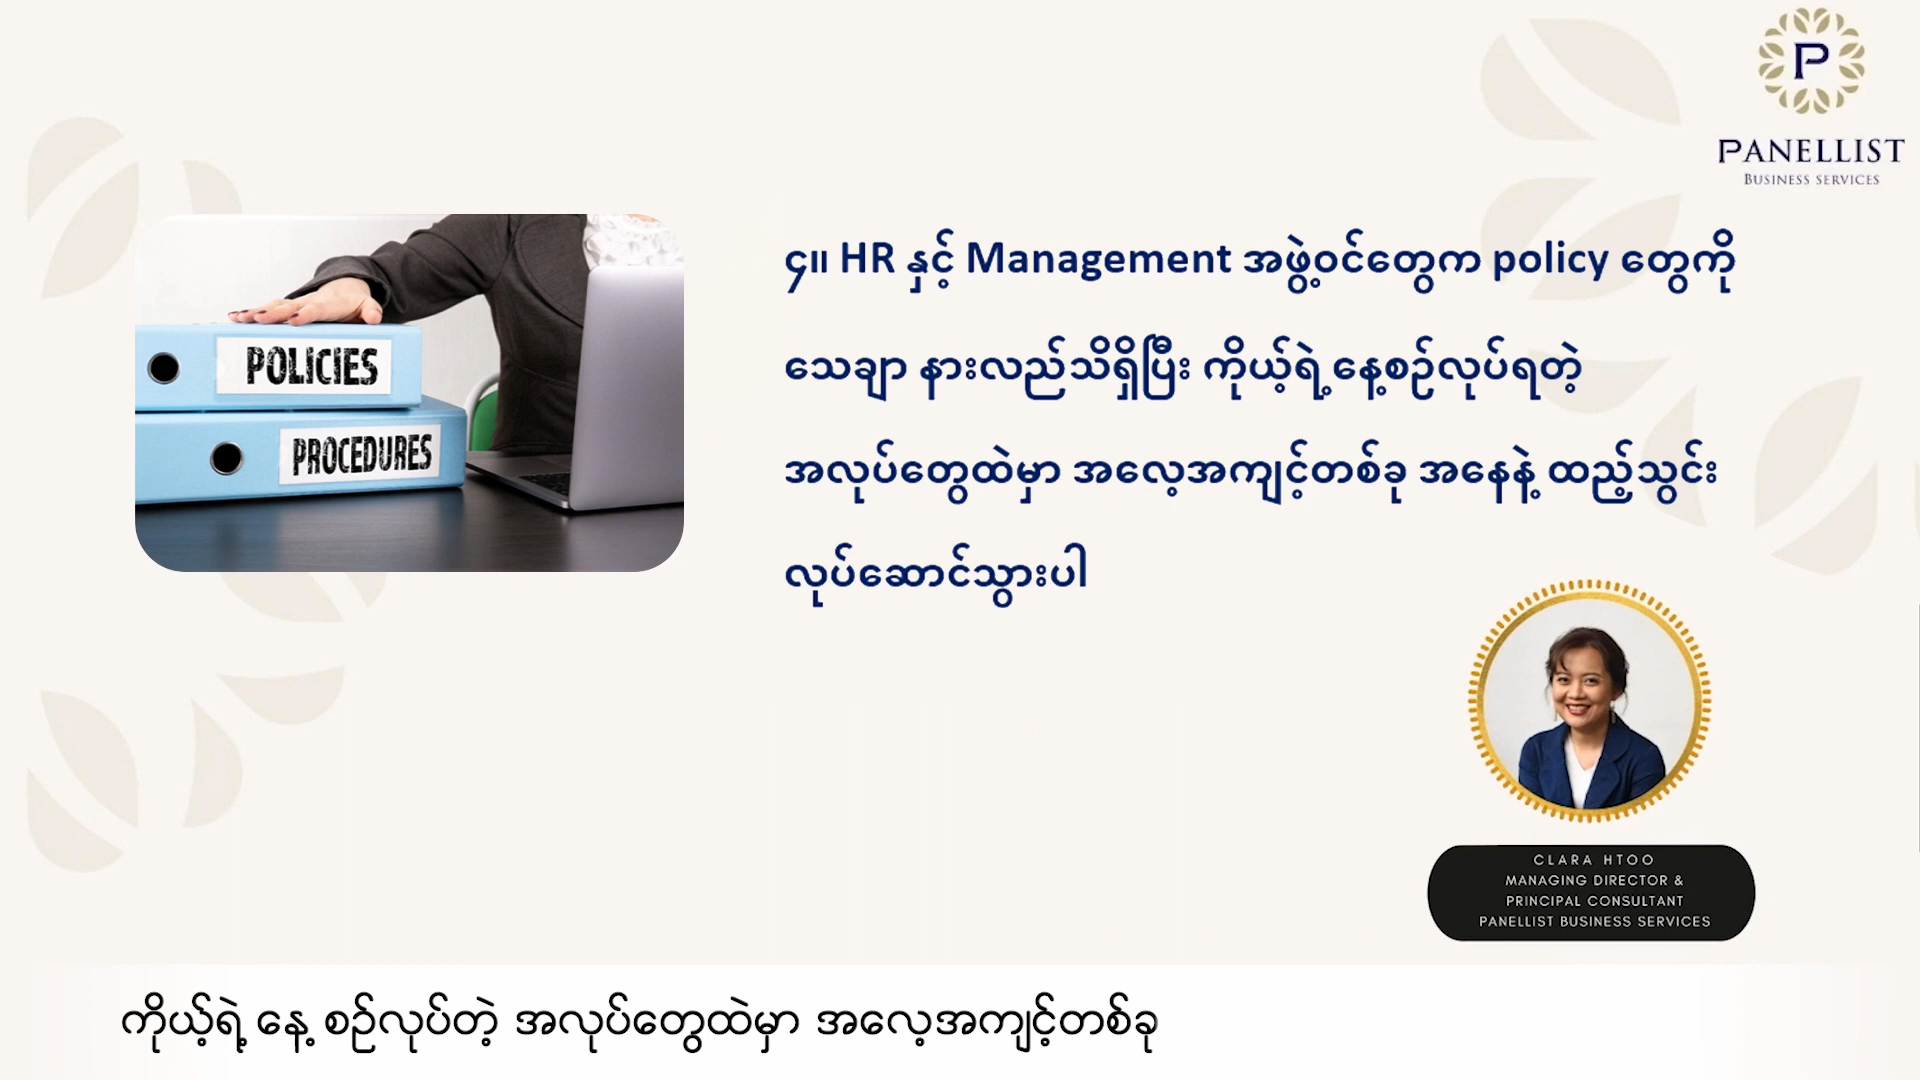 P
PANELLIST
BUSINESS SERVICES
POLICIES
PROCEDURES
၄။ HR နှင့် Management အဖွဲ့ဝင်တွေက policy တွေကို
သေချာ နားလည်သိရှိပြီး ကိုယ့်ရဲ့နေ့စဉ်လုပ်ရတဲ့
အလုပ်တွေထဲမှာ အလေ့အကျင့်တစ်ခု အနေနဲ့ ထည့်သွင်း
လုပ်ဆောင်သွားပါ
CLARA HTOO
MANAGING DIRECTOR &
PRINCIPAL CONSULTANT
PANELLIST BUSINESS SERVICES
ကိုယ့်ရဲ့ နေ့ စဉ်လုပ်တဲ့ အလုပ်တွေထဲမှာ အလေ့အကျင့်တစ်ခု